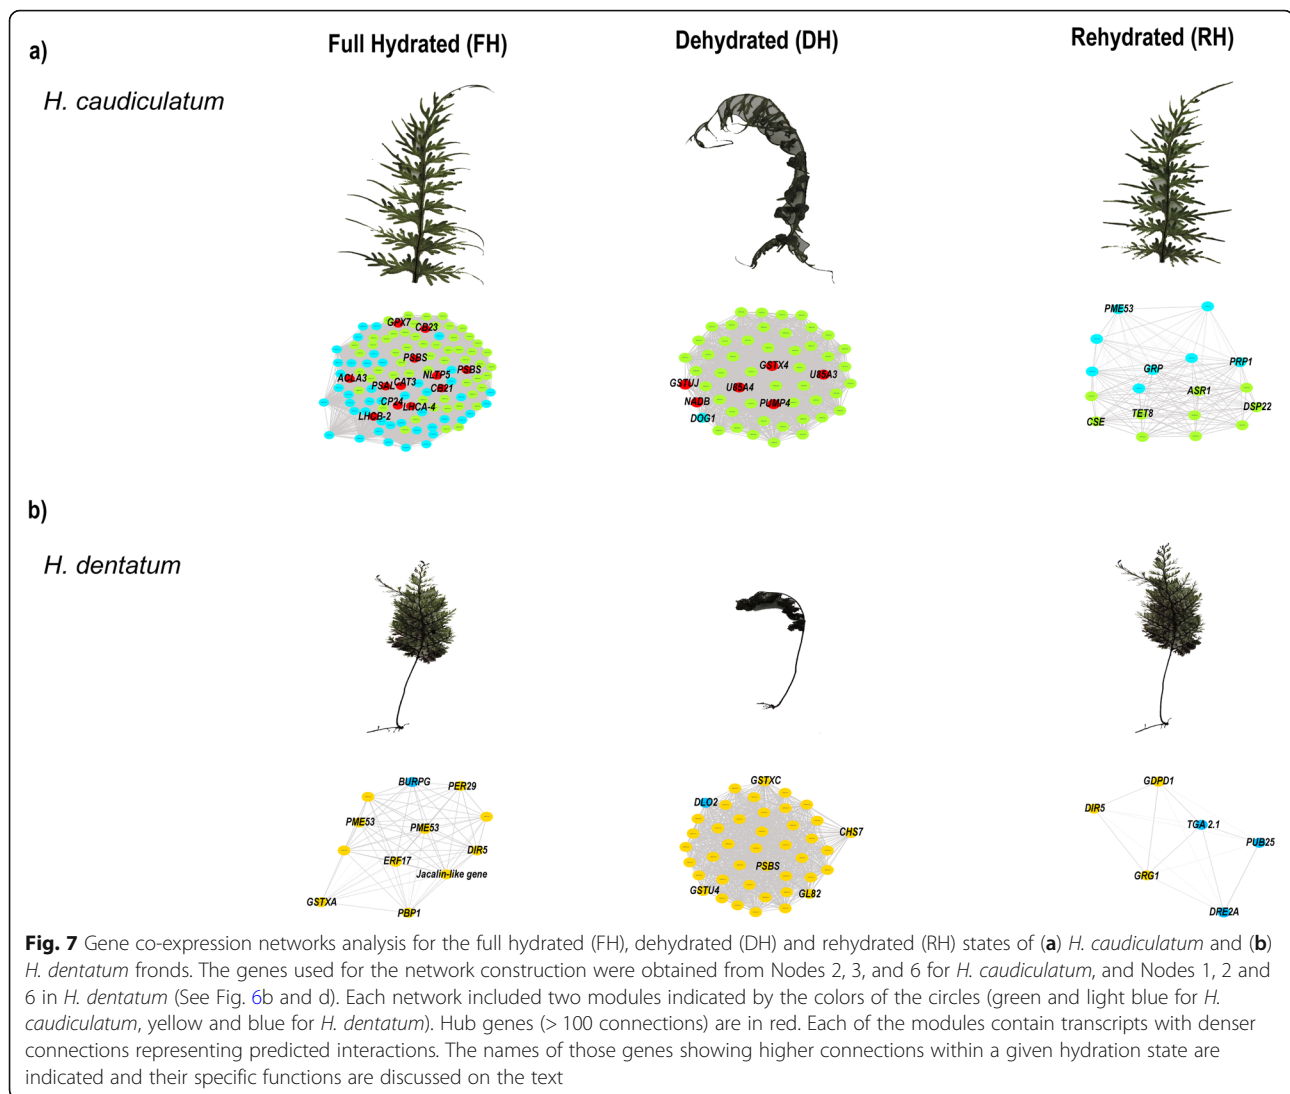 Full Hydrated (FH)
Dehydrated (DH)
Rehydrated (RH)
a)
H. caudiculatum
GPX7
CB23
PSBS
PSBS
ACLA3
NLTP5
PSAL
CAT3
CB21
CP24
LHCA-4
LHCB-2
GSTX4
U85A3
GSTUJ
U85A4
NADB
PUMP4
DOG1
PME53
PRP1
GRP
ASR1
DSP22
TET8
CSE
b)
H. dentatum
BURPG
PER29
PME53
PME53
DIR5
ERF17
Jacalin-like gene
GSTXA
PBP1
GSTXC
DLO2
CHS7
PSBS
GSTU4
GL82
GDPD1
DIR5
TGA 2.1
PUB25
GRG1
DRE2A
Fig. 7 Gene co-expression networks analysis for the full hydrated (FH), dehydrated (DH) and rehydrated (RH) states of (a) H. caudiculatum and (b)
H. dentatum fronds. The genes used for the network construction were obtained from Nodes 2, 3, and 6 for H. caudiculatum, and Nodes 1, 2 and
6 in H. dentatum (See Fig. 6b and d). Each network included two modules indicated by the colors of the circles (green and light blue for H.
caudiculatum, yellow and blue for H. dentatum). Hub genes (> 100 connections) are in red. Each of the modules contain transcripts with denser
connections representing predicted interactions. The names of those genes showing higher connections within a given hydration state are
indicated and their specific functions are discussed on the text